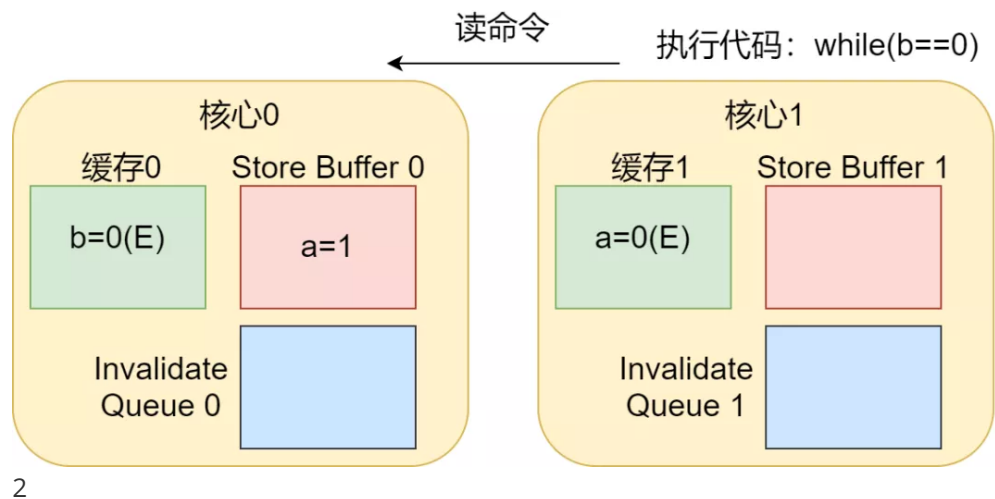 读命令
执行代码：while(b==0)
核心0
缓存0
Store Buffer 0
b=0(E)
a=1
Invalidate
Queue 0
核心1
缓存1
Store Buffer 1
a=0(E)
Invalidate
Queue 1
2